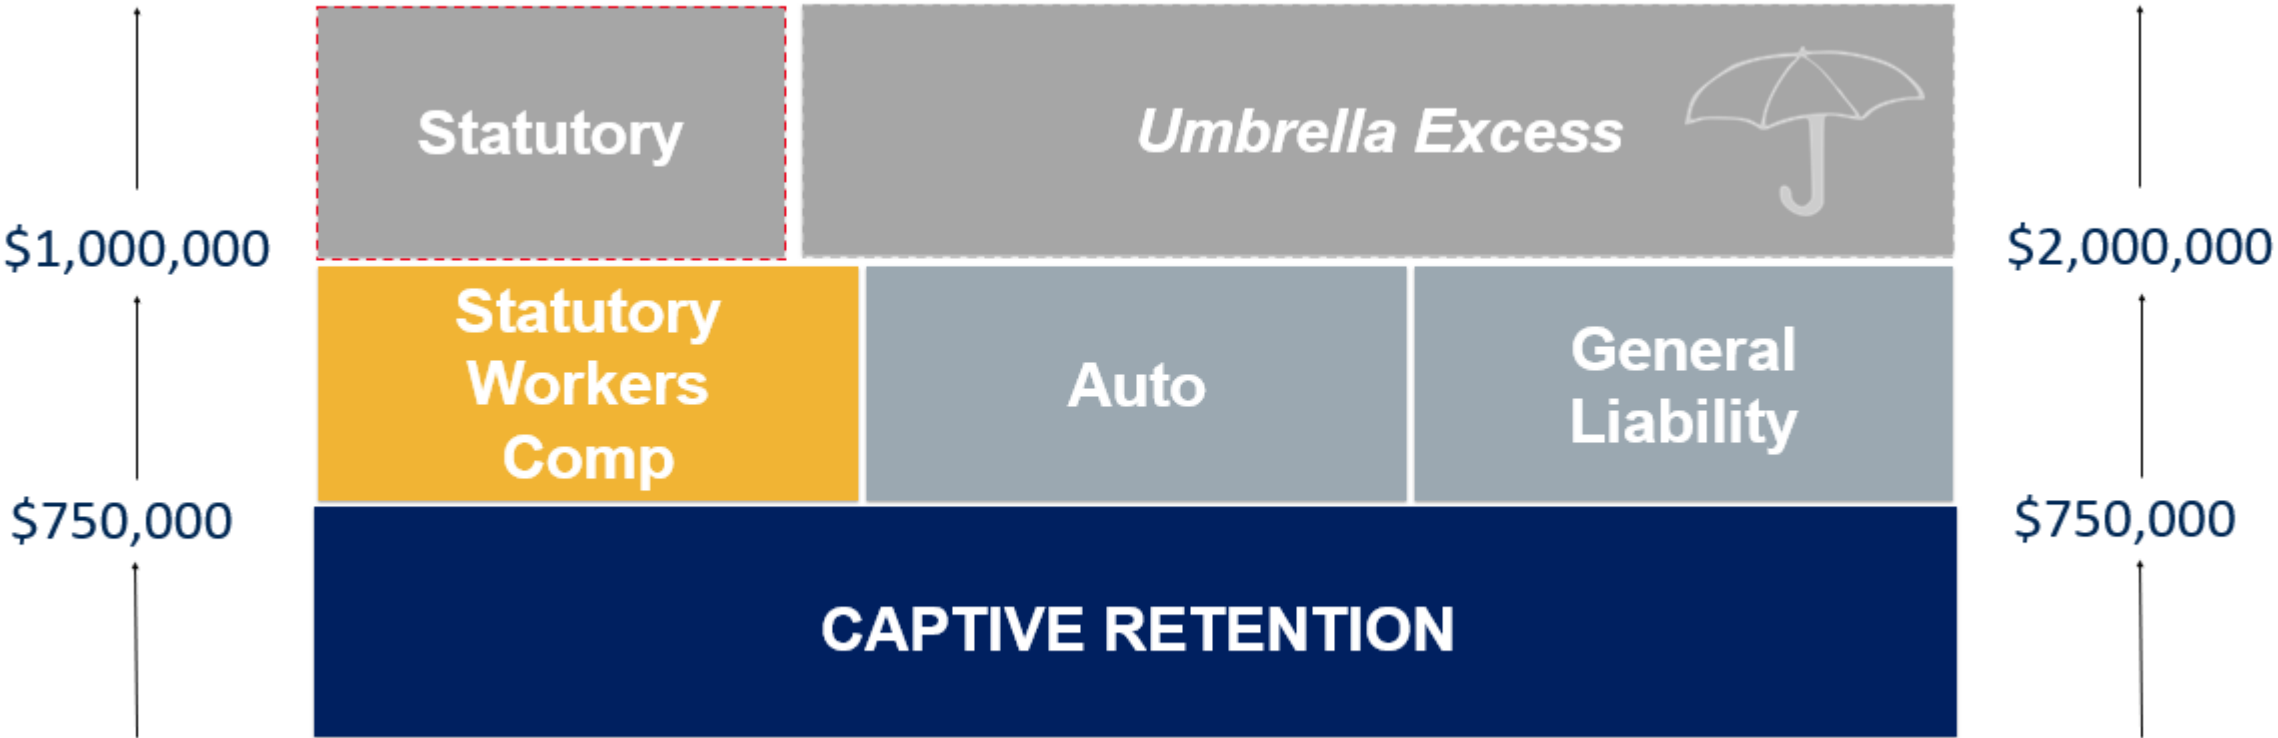 Statutory
Umbrella Excess
$1,000,000
$2,000,000
Statutory
Workers
Comp
Auto
General
Liability
$750,000
$750,000
CAPTIVE RETENTION